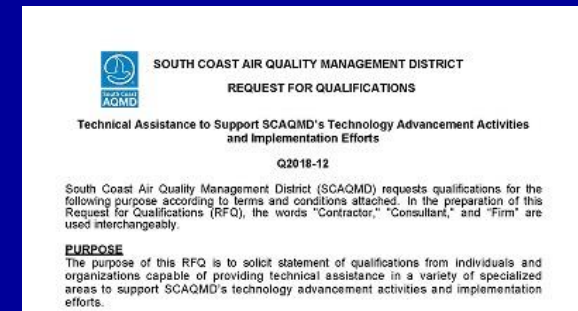 SOUTH COAST AIR QUALITY MANAGEMENT DISTRICT
REQUEST FOR QUALIFICATIONS
South Coast
AQMD
Technical Assistance to Support SCAQMD's Technology Advancement Activities
and Implementation Efforts
Q2018-12
South Coast Air Quality Management District (SCAQMD) requests qualifications for the
following purpose according to terms and conditions attached. In the preparation of this
Request for Qualifications (RFQ), the words "Contractor," "Consultant," and "Firm" are
used interchangeably.
PURPOSE
The purpose of this RFQ is to solicit statement of qualifications from individuals and
organizations capable of providing technical assistance in a variety of specialized
areas to support SCAQMD's technology advancement activities and implementation
efforts.